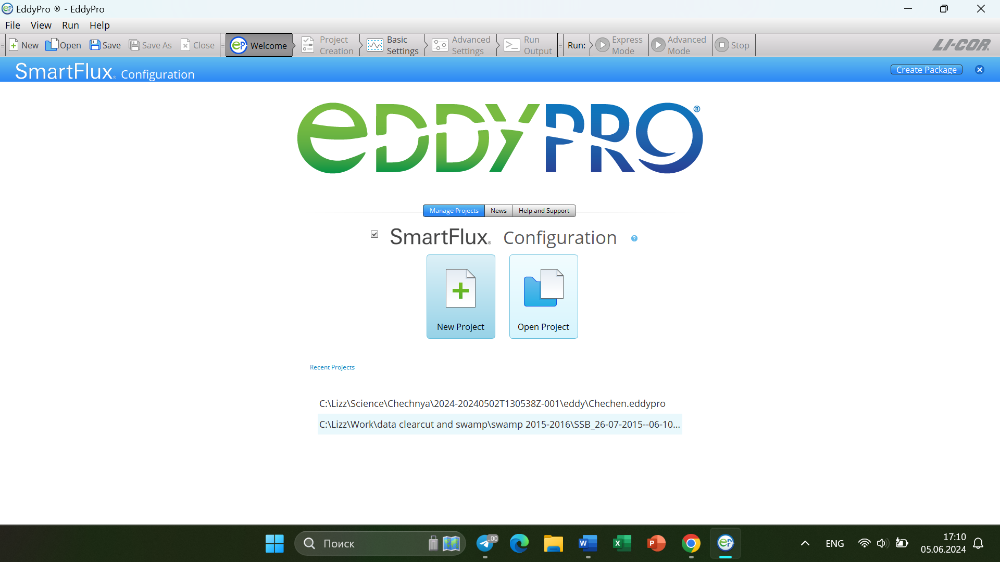 EddyPro ® - EddyPro
File View Run Help
New Open Save Save As Close Welcome Project Creation Basic Settings Advanced Settings Run Output Run: Express Mode Advanced Mode Stop LI-COR
SmartFlux Configuration Create Package
eDDYPRO®
Manage Projects News Help and Support
SmartFlux Configuration ?
New Project Open Project
Recent Projects
C:\Lizz\Science\Chechnya\2024-20240502T130538Z-001\eddy\Chechen.eddypro
C:\Lizz\Work\data clearcut and swamp\swamp 2015-2016\SSB_26-07-2015--06-10...
Поиск .00 ENG 17:10
05.06.2024